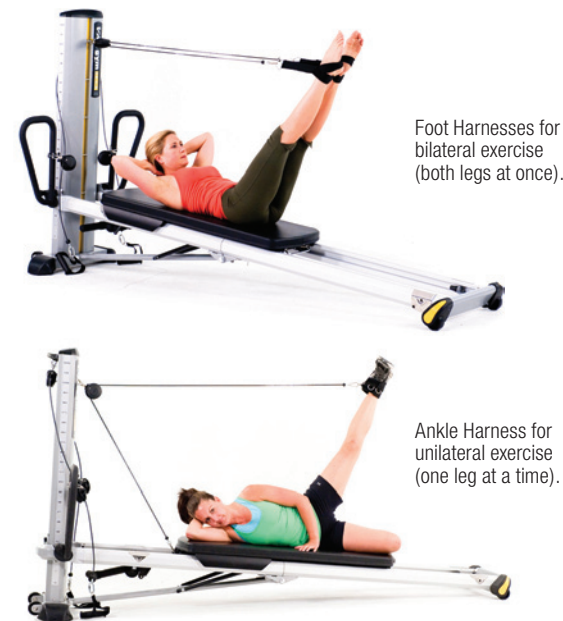 Foot Harnesses for
bilateral exercise
(both legs at once).
Ankle Harness for
unilateral exercise
(one leg at a time).